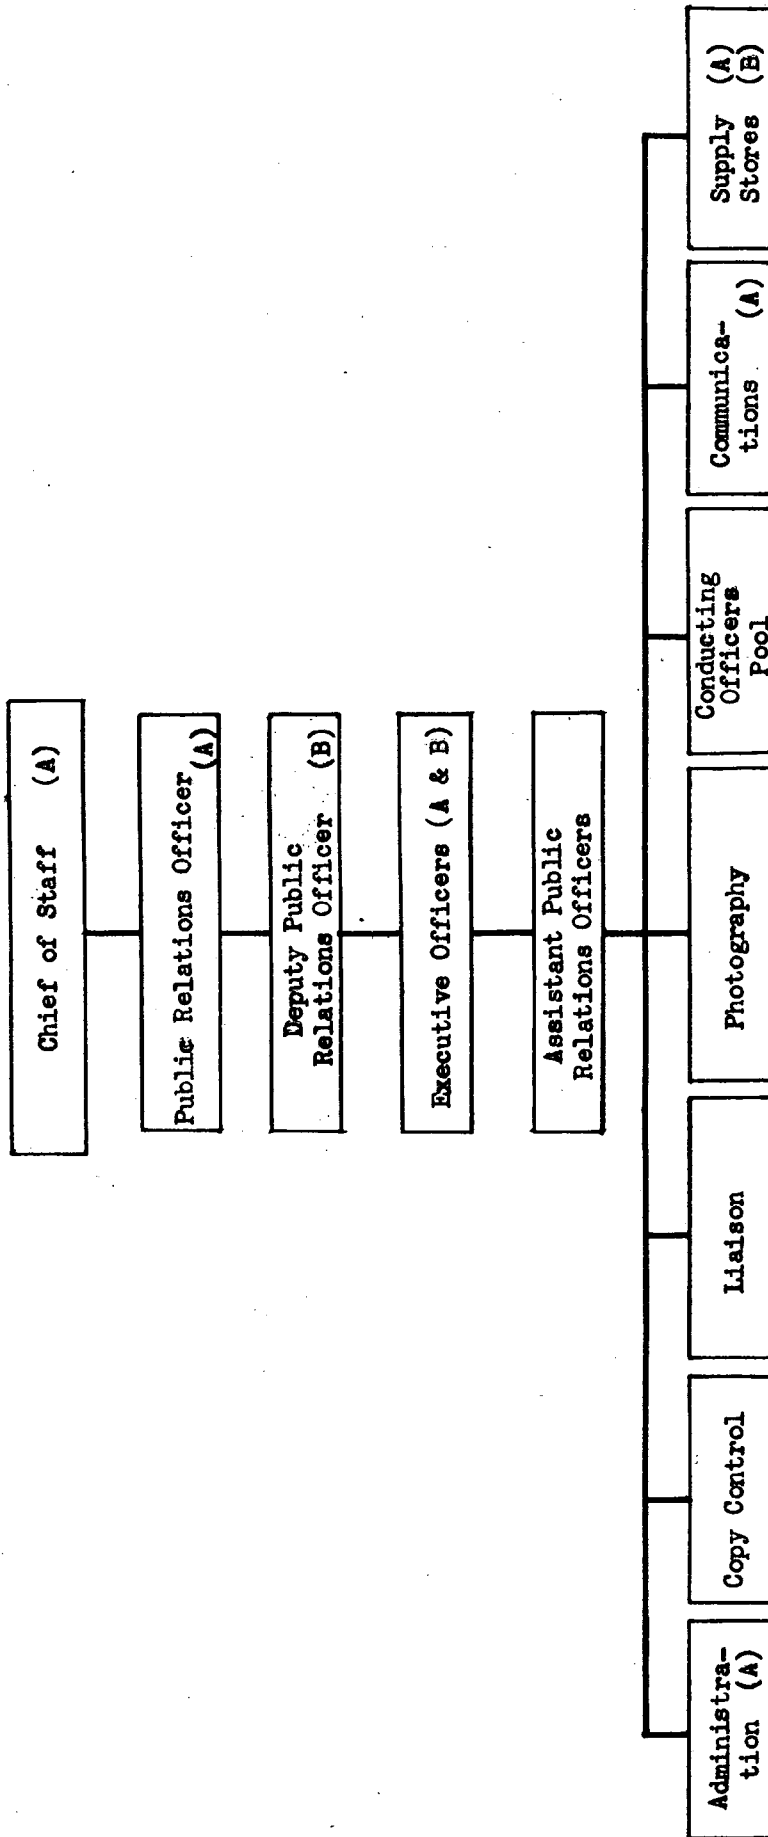 Chief of Staff (A)
Public Relations Officer (A)
Deputy Public
Relations Officer (B)
Executive Officers (A & B)
Assistant Public
Relations Officers
Administra-
tion (A)
Copy Control
Liaison
Photography
Conducting
Officers
Pool
Communica-
tions (A)
Supply (A)
Stores (B)